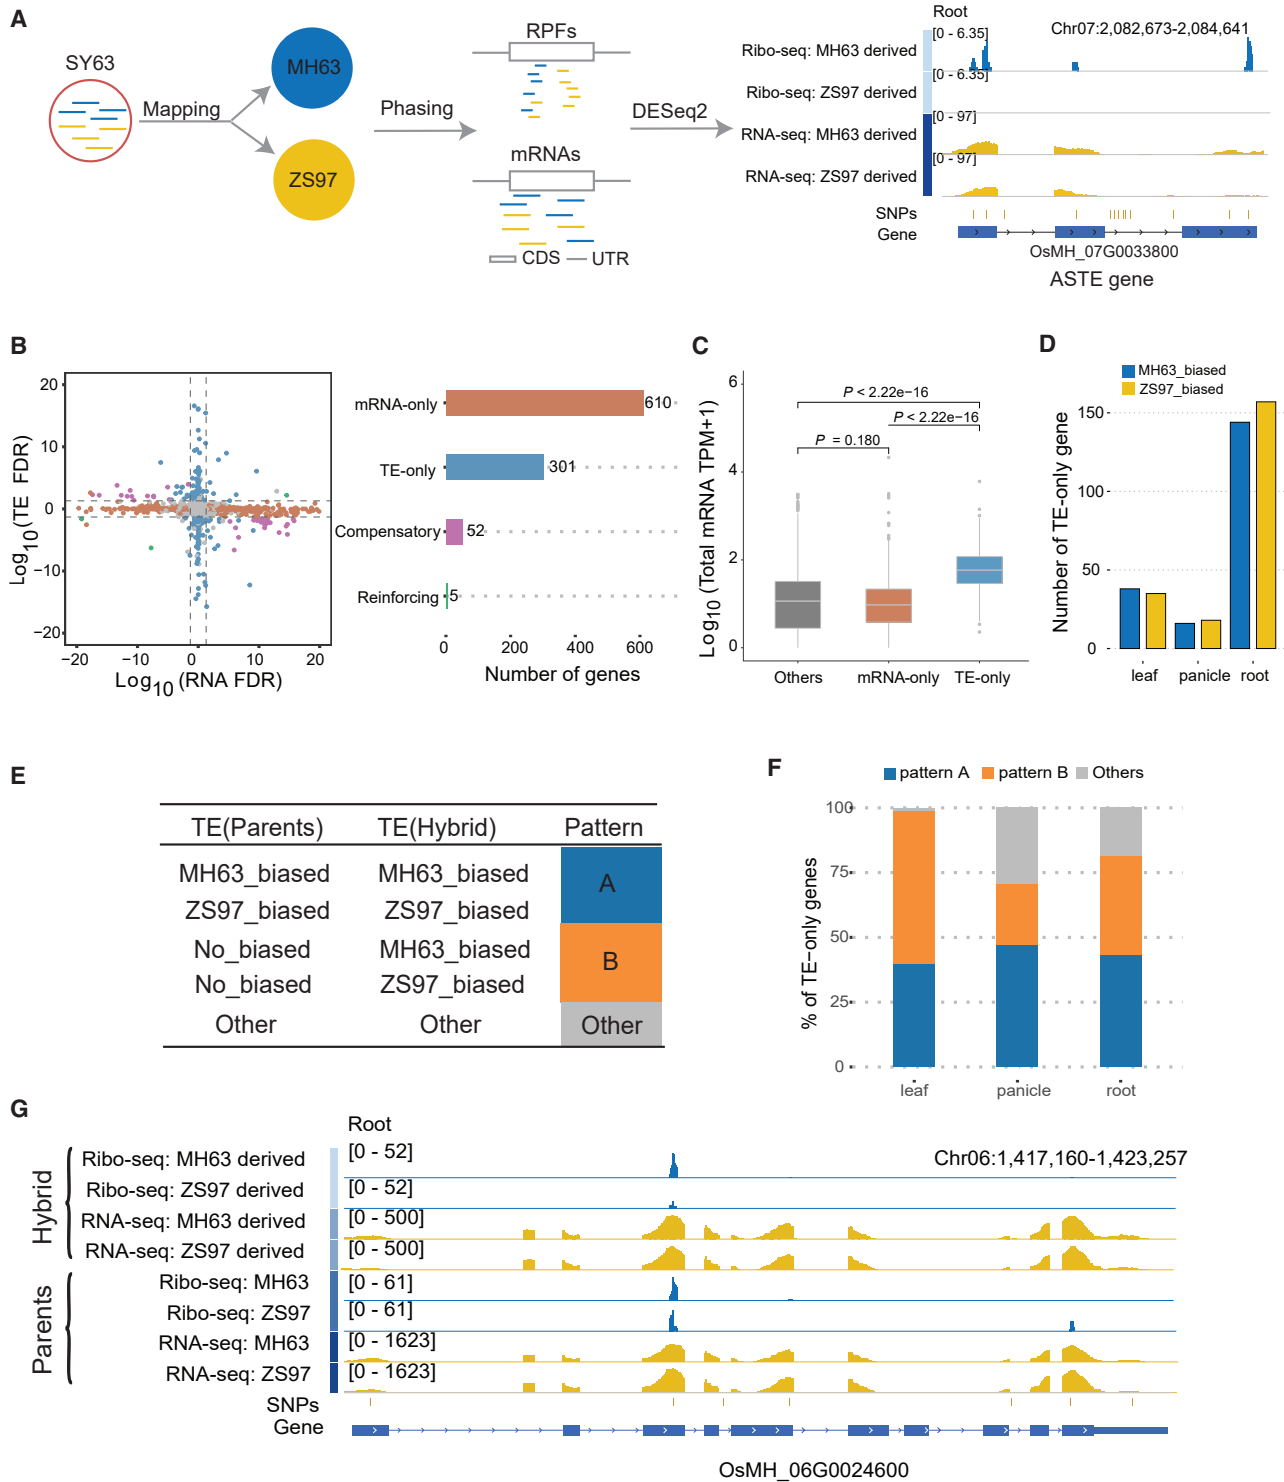 A
SY63
Mapping
MH63
ZS97
Phasing
RPFs
mRNAs
CDS
UTR
DESeq2
Root
Chr07:2,082,673-2,084,641
Ribo-seq: MH63 derived
[0 - 6.35]
Ribo-seq: ZS97 derived
[0 - 6.35]
RNA-seq: MH63 derived
[0 - 97]
RNA-seq: ZS97 derived
[0 - 97]
SNPs
Gene
OsMH_07G0033800
ASTE gene
B
Log10(TE FDR)
20
10
0
−10
−20
−20 −10 0 10 20
Log10 (RNA FDR)
mRNA-only 610
TE-only 301
Compensatory 52
Reinforcing 5
0 200 400 600
Number of genes
C
Log10 (Total mRNA TPM+1)
6
4
2
0
P < 2.22e−16
P < 2.22e−16
P = 0.180
Others mRNA-only TE-only
D
MH63_biased
ZS97_biased
Number of TE-only gene
150
100
50
0
leaf panicle root
E
TE(Parents) TE(Hybrid) Pattern
MH63_biased MH63_biased A
ZS97_biased ZS97_biased
No_biased MH63_biased B
No_biased ZS97_biased
Other Other Other
F
pattern A pattern B Others
% of TE−only genes
100
75
50
25
0
leaf panicle root
G
Root
Chr06:1,417,160-1,423,257
Hybrid
Ribo-seq: MH63 derived [0 - 52]
Ribo-seq: ZS97 derived [0 - 52]
RNA-seq: MH63 derived [0 - 500]
RNA-seq: ZS97 derived [0 - 500]
Parents
Ribo-seq: MH63 [0 - 61]
Ribo-seq: ZS97 [0 - 61]
RNA-seq: MH63 [0 - 1623]
RNA-seq: ZS97 [0 - 1623]
SNPs
Gene
OsMH_06G0024600